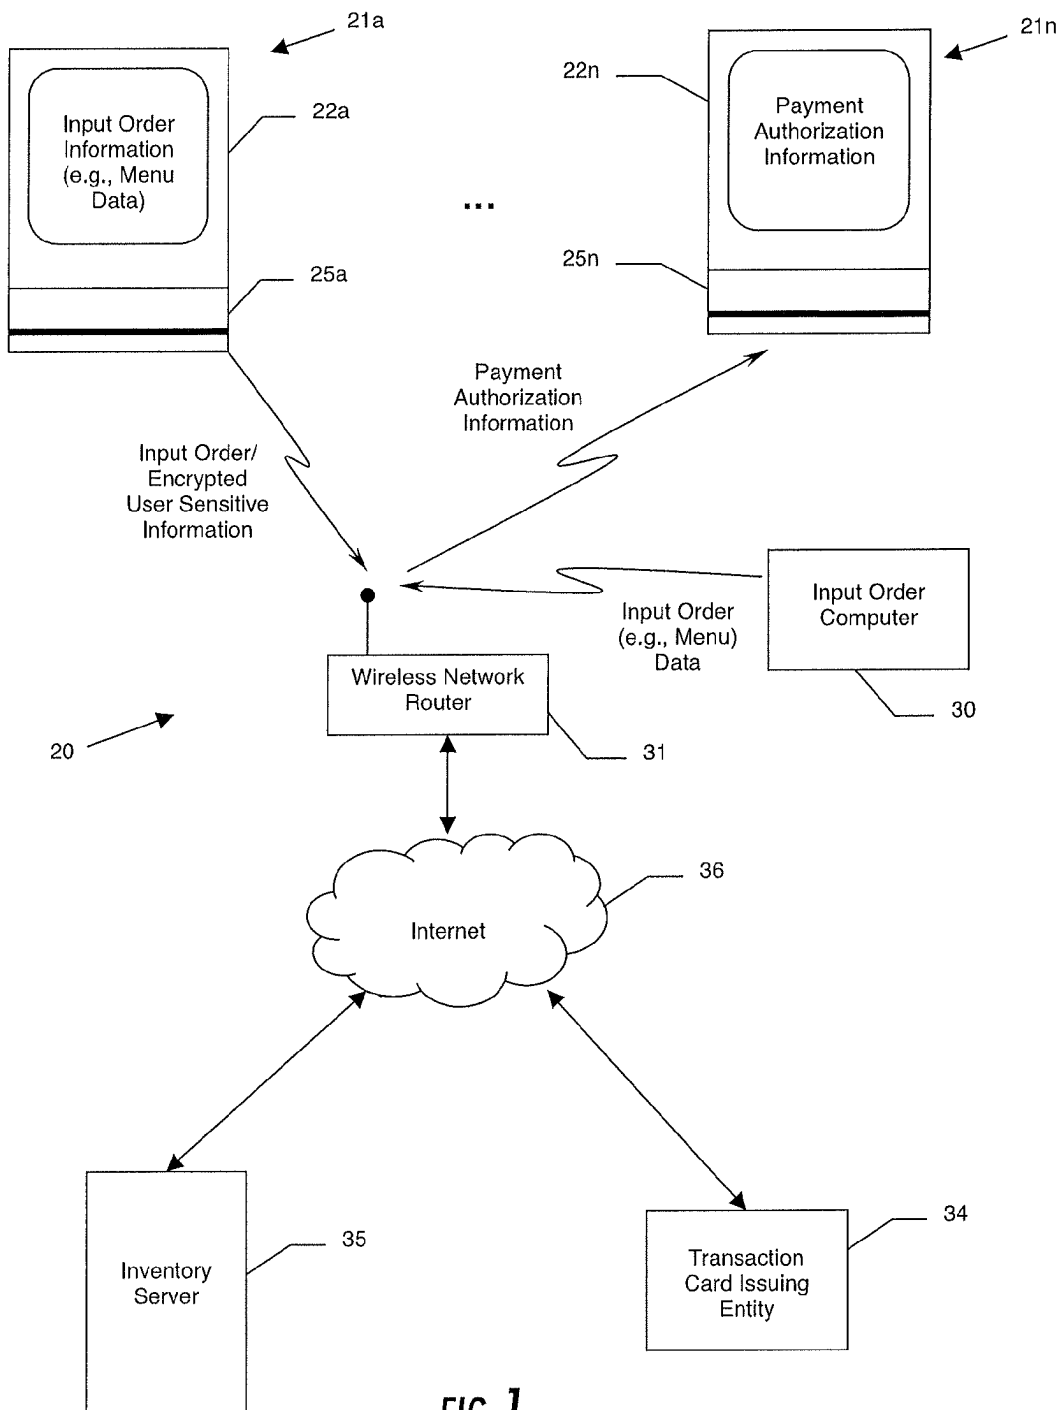 21a
21n
22a
22n
Input Order
Information
(e.g., Menu
Data)
Payment
Authorization
Information
...
25a
25n
Payment
Authorization
Information
Input Order/
Encrypted
User Sensitive
Information
Input Order
Computer
Input Order
(e.g., Menu)
Data
30
Wireless Network
Router
20
31
36
Internet
35
34
Inventory
Server
Transaction
Card Issuing
Entity
FIG. 1